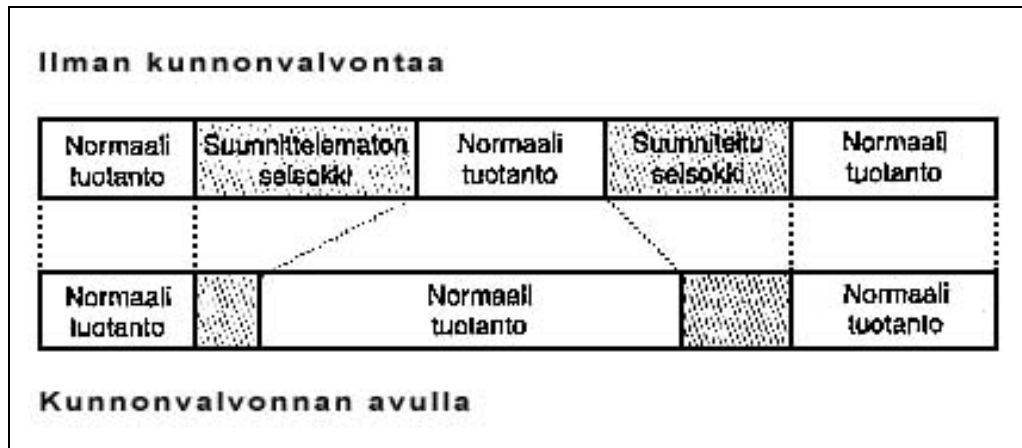 Ilman kunnonvalvontaa
Normaali
tuotanto
Suunnittelematon
seisokki
Normaali
tuotanto
Suunniteltu
seisokki
Normaali
tuotanto
Normaali
tuotanto
Normaali
tuotanto
Normaali
tuotanto
Kunnonvalvonnan avulla